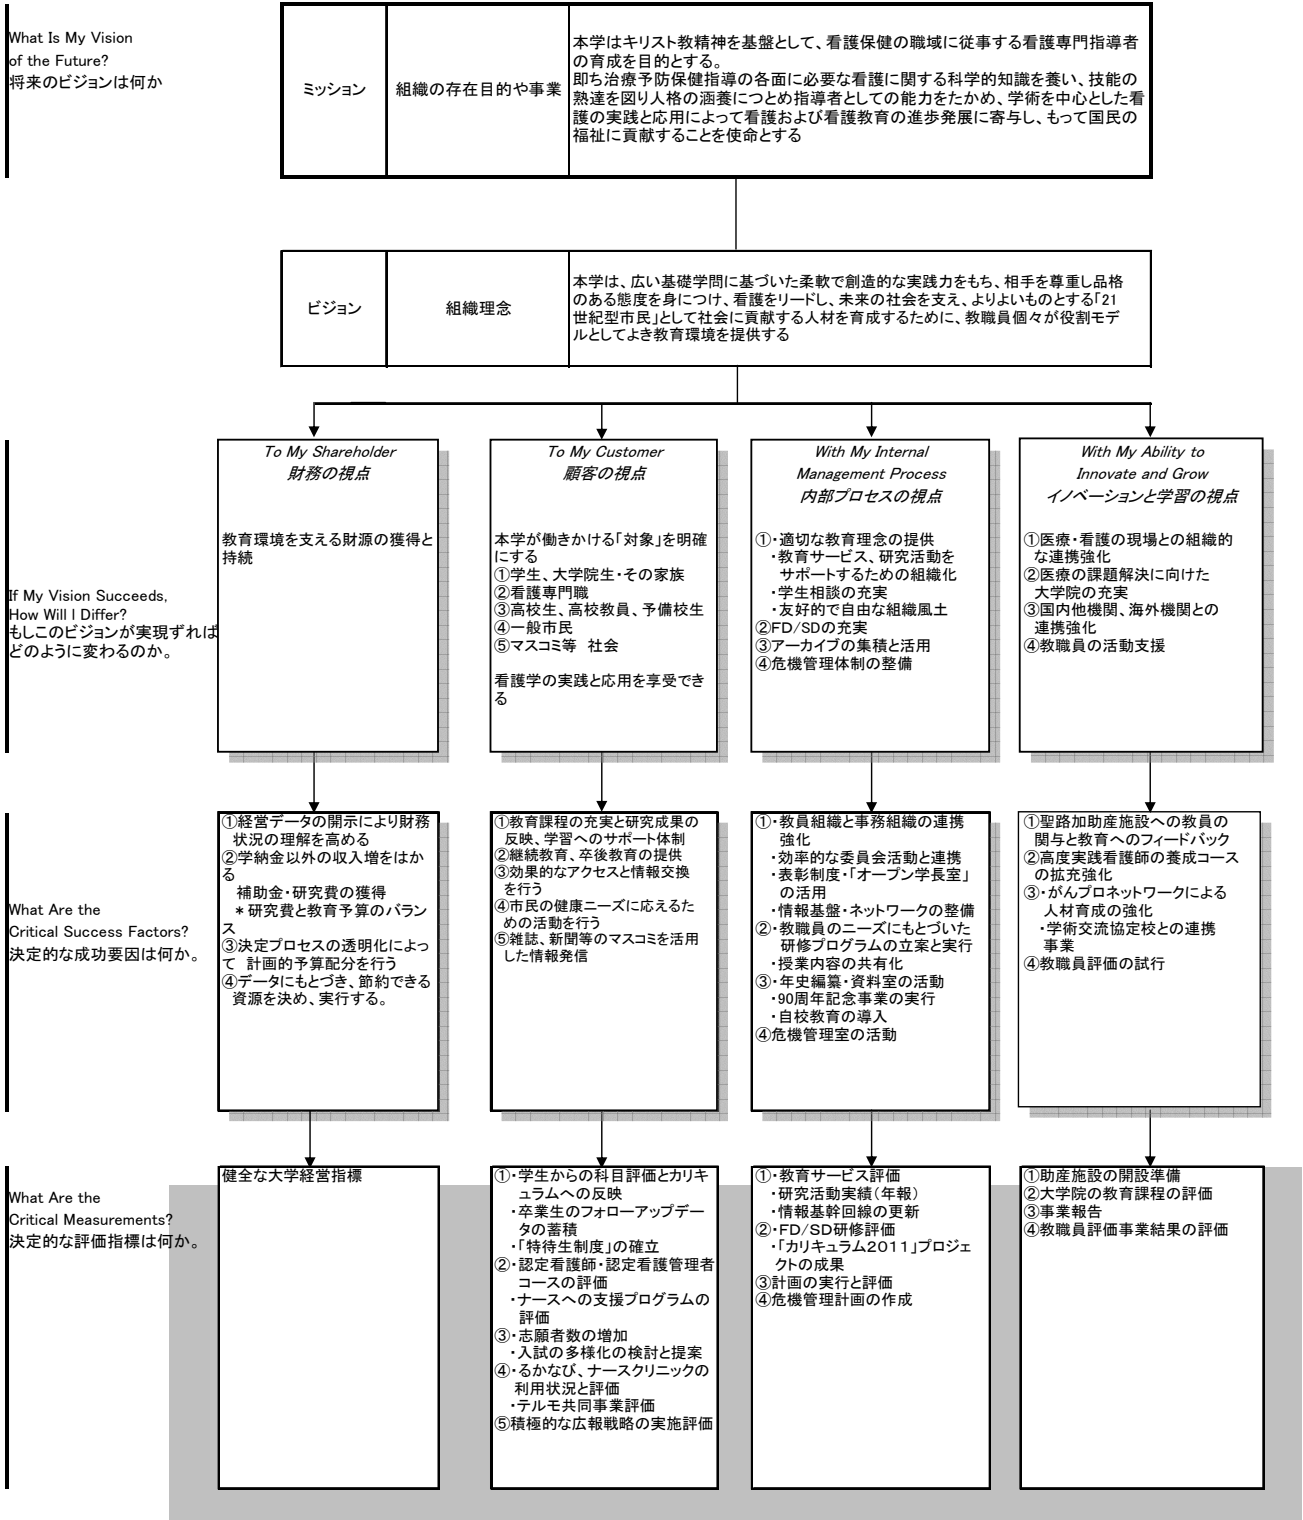 What Is My Vision
of the Future?
将来のビジョンは何か
ミッション
組織の存在目的や事業
本学はキリスト教精神を基盤として、看護保健の職域に従事する看護専門指導者
の育成を目的とする。
即ち治療予防保健指導の各面に必要な看護に関する科学的知識を養い、技能の
熟達を図り人格の涵養につとめ指導者としての能力をたかめ、学術を中心とした看
護の実践と応用によって看護および看護教育の進歩発展に寄与し、もって国民の
福祉に貢献することを使命とする
ビジョン
組織理念
本学は、広い基礎学問に基づいた柔軟で創造的な実践力をもち、相手を尊重し品格
のある態度を身につけ、看護をリードし、未来の社会を支え、よりよいものとする「21
世紀型市民」として社会に貢献する人材を育成するために、教職員個々が役割モデ
ルとしてよき教育環境を提供する
If My Vision Succeeds,
How Will I Differ?
もしこのビジョンが実現ずれば
どのように変わるのか。
To My Shareholder
財務の視点
教育環境を支える財源の獲得と
持続
To My Customer
顧客の視点
本学が働きかける「対象」を明確
にする
①学生、大学院生・その家族
②看護専門職
③高校生、高校教員、予備校生
④一般市民
⑤マスコミ等 社会
看護学の実践と応用を享受でき
る
With My Internal
Management Process
内部プロセスの視点
①・適切な教育理念の提供
・教育サービス、研究活動を
サポートするための組織化
・学生相談の充実
・友好的で自由な組織風土
②FD/SDの充実
③アーカイブの集積と活用
④危機管理体制の整備
With My Ability to
Innovate and Grow
イノベーションと学習の視点
①医療・看護の現場との組織的
な連携強化
②医療の課題解決に向けた
大学院の充実
③国内他機関、海外機関との
連携強化
④教職員の活動支援
What Are the
Critical Success Factors?
決定的な成功要因は何か。
①経営データの開示により財務
状況の理解を高める
②学納金以外の収入増をはか
る
補助金・研究費の獲得
*研究費と教育予算のバラン
ス
③決定プロセスの透明化によっ
て 計画的予算配分を行う
④データにもとづき、節約できる
資源を決め、実行する。
①教育課程の充実と研究成果の
反映、学習へのサポート体制
②継続教育、卒後教育の提供
③効果的なアクセスと情報交換
を行う
④市民の健康ニーズに応えるた
めの活動を行う
⑤雑誌、新聞等のマスコミを活用
した情報発信
①・教員組織と事務組織の連携
強化
・効率的な委員会活動と連携
・表彰制度・「オープン学長室」
の活用
・情報基盤・ネットワークの整備
②・教職員のニーズにもとづいた
研修プログラムの立案と実行
・授業内容の共有化
③・年史編纂・資料室の活動
・90周年記念事業の実行
・自校教育の導入
④危機管理室の活動
①聖路加助産施設への教員の
関与と教育へのフィードバック
②高度実践看護師の養成コース
の拡充強化
③・がんプロネットワークによる
人材育成の強化
・学術交流協定校との連携
事業
④教職員評価の試行
What Are the
Critical Measurements?
決定的な評価指標は何か。
健全な大学経営指標
①・学生からの科目評価とカリキ
ュラムへの反映
・卒業生のフォローアップデー
タの蓄積
・「特待生制度」の確立
②・認定看護師・認定看護管理者
コースの評価
・ナースへの支援プログラムの
評価
③・志願者数の増加
・入試の多様化の検討と提案
④・るかなび、ナースクリニックの
利用状況と評価
・テルモ共同事業評価
⑤積極的な広報戦略の実施評価
①・教育サービス評価
・研究活動実績(年報)
・情報基幹回線の更新
②・FD/SD研修評価
・「カリキュラム2011」プロジェ
クトの成果
③計画の実行と評価
④危機管理計画の作成
①助産施設の開設準備
②大学院の教育課程の評価
③事業報告
④教職員評価事業結果の評価